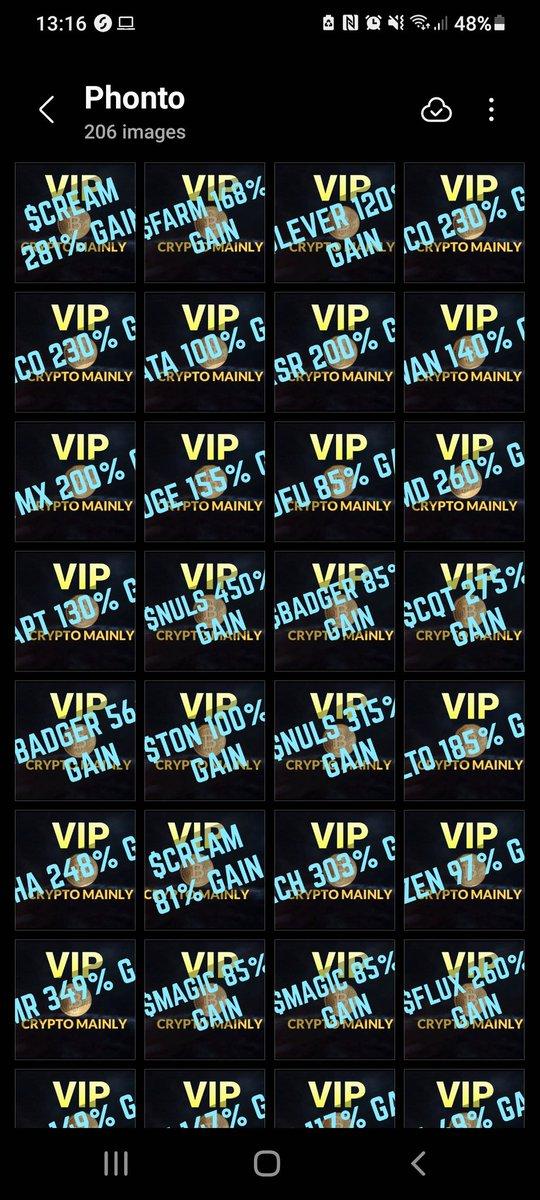 13:16
48%
Phonto
206 images
VIP
$CREAM
281% GAIN
CRYPTO MAINLY
VIP
$FARM 168%
GAIN
CRYPTO MAINLY
VIP
LEVER 120%
GAIN
CRYPTO MAINLY
VIP
CO 230% G
CRYPTO MAINLY
VIP
CO 230% G
CRYPTO MAINLY
VIP
TA 100% G
CRYPTO MAINLY
VIP
SR 200% G
CRYPTO MAINLY
VIP
AN 140% G
CRYPTO MAINLY
VIP
MX 200% G
CRYPTO MAINLY
VIP
GE 155% G
CRYPTO MAINLY
VIP
FU 85% GA
CRYPTO MAINLY
VIP
MD 260% G
CRYPTO MAINLY
VIP
APT 130% G
CRYPTO MAINLY
VIP
$NULS 450%
GAIN
CRYPTO MAINLY
VIP
$BADGER 85%
GAIN
CRYPTO MAINLY
VIP
$CQT 275%
GAIN
CRYPTO MAINLY
VIP
BADGER 56
GAIN
CRYPTO MAINLY
VIP
$TON 100%
GAIN
CRYPTO MAINLY
VIP
$NULS 315%
GAIN
CRYPTO MAINLY
VIP
LTO 185% G
CRYPTO MAINLY
VIP
HA 248% G
CRYPTO MAINLY
VIP
$CREAM
81% GAIN
CRYPTO MAINLY
VIP
CH 303% G
CRYPTO MAINLY
VIP
ZEN 97% G
CRYPTO MAINLY
VIP
MR 349% G
CRYPTO MAINLY
VIP
$MAGIC 85%
GAIN
CRYPTO MAINLY
VIP
$MAGIC 85%
GAIN
CRYPTO MAINLY
VIP
$FLUX 260%
GAIN
CRYPTO MAINLY
VIP
VIP
VIP
VIP